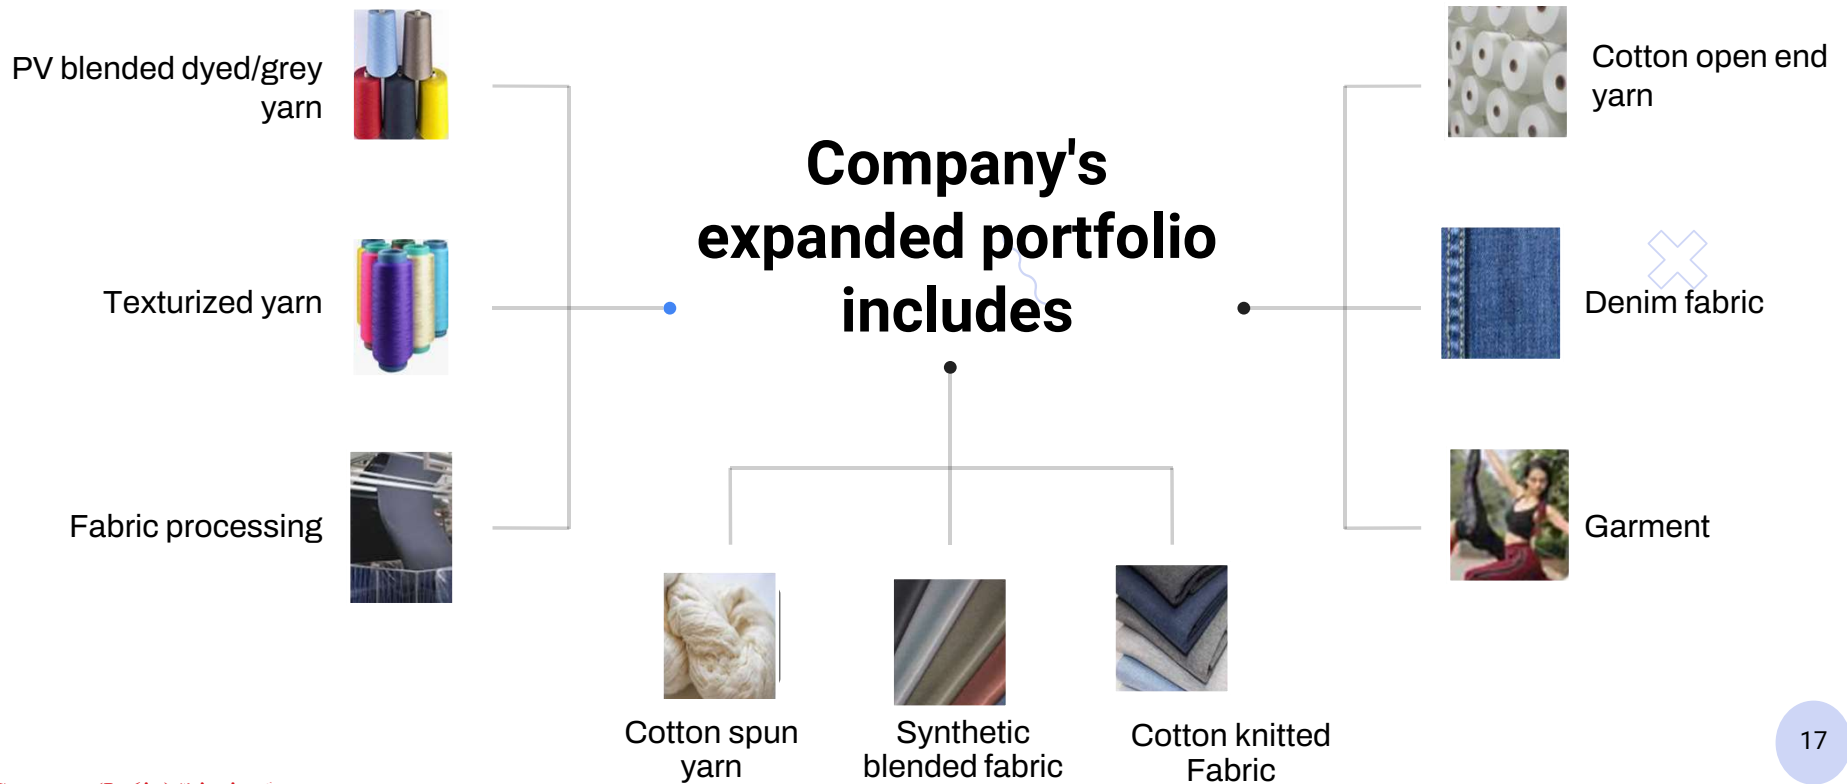 PV blended dyed/grey
yarn
Texturized yarn
Fabric processing
Company's
expanded portfolio
includes
Cotton open end
yarn
Denim fabric
Garment
Cotton spun
yarn
Synthetic
blended fabric
Cotton knitted
Fabric
17